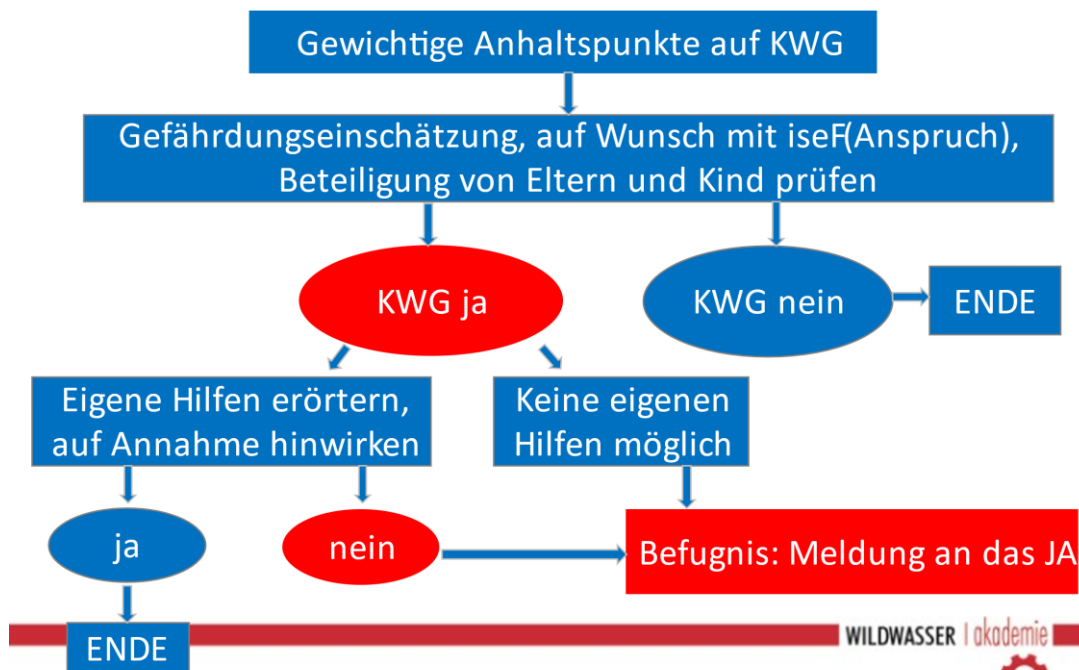 Gewichtige Anhaltspunkte auf KWG
Gefährdungseinschätzung, auf Wunsch mit iseF(Anspruch),
Beteiligung von Eltern und Kind prüfen
KWG ja
KWG nein
ENDE
Eigene Hilfen erörtern,
auf Annahme hinwirken
Keine eigenen
Hilfen möglich
ja
nein
Befugnis: Meldung an das JA
ENDE
WILDWASSER | akademie